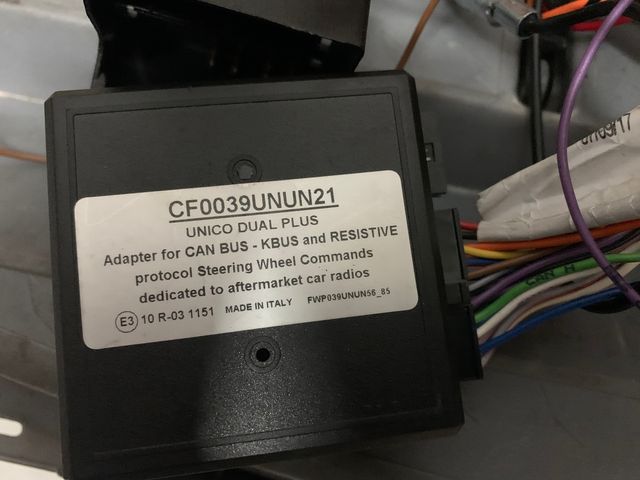 CF0039UNUN21
UNICO DUAL PLUS
Adapter for CAN BUS - KBUS and RESISTIVE
protocol Steering Wheel Commands
dedicated to aftermarket car radios
E3 10 R-03 1151 MADE IN ITALY FWP039UNUN56_85
CAN H